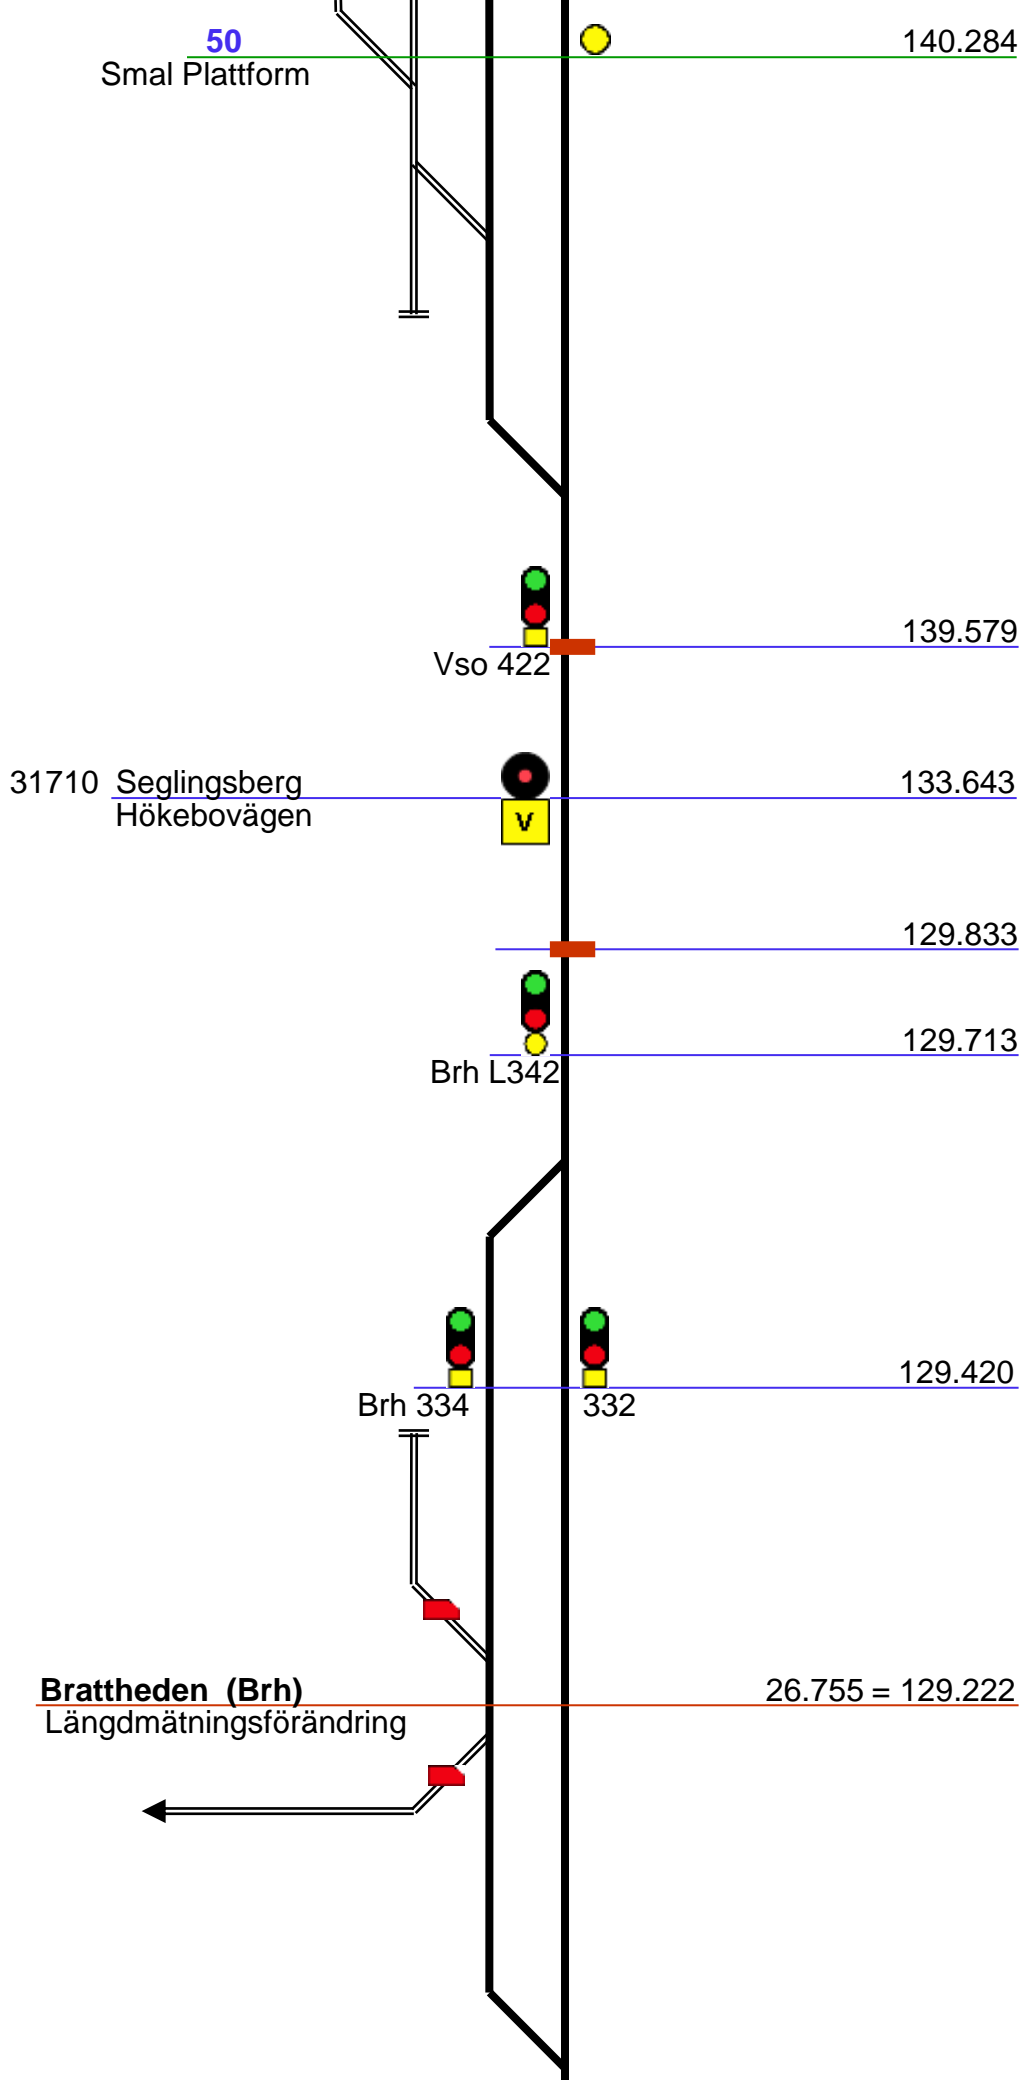 50
140.284
Smal Plattform
139.579
Vso 422
31710 Seglingsberg
133.643
Hökebovägen
V
129.833
129.713
Brh L342
129.420
Brh 334
332
Brattheden (Brh)
26.755 = 129.222
Längdmätningsförändring